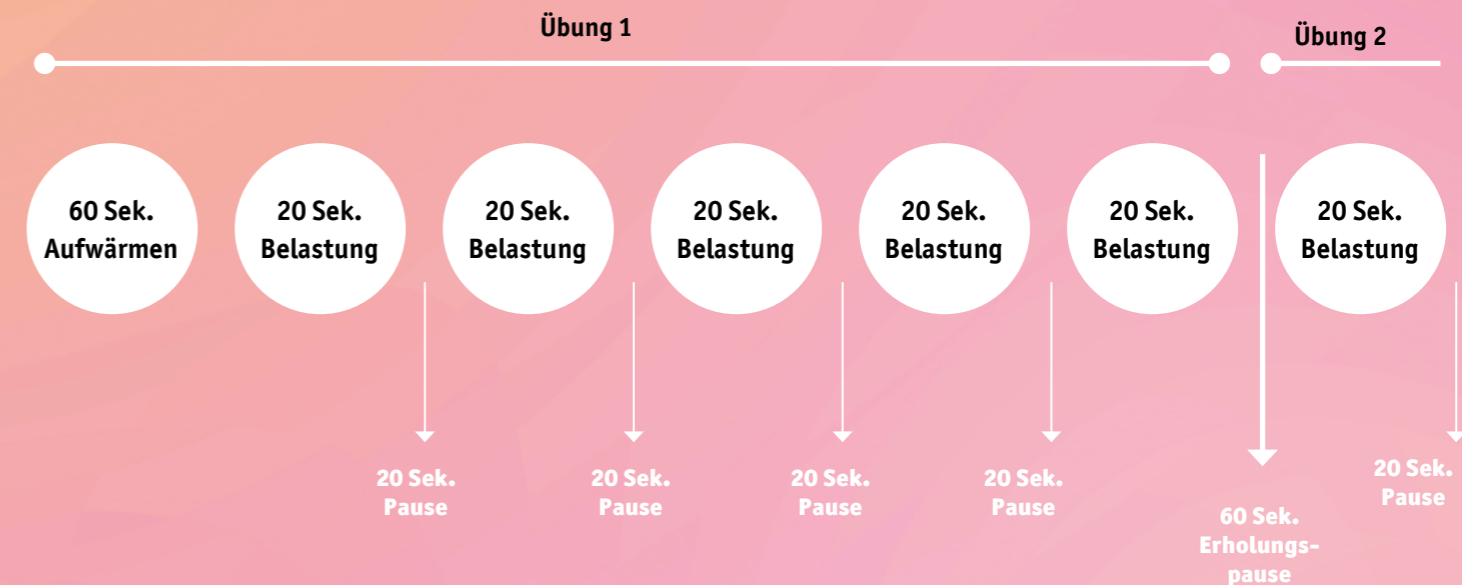 Übung 1
Übung 2
60 Sek.
Aufwärmen
20 Sek.
Belastung
20 Sek.
Belastung
20 Sek.
Belastung
20 Sek.
Belastung
20 Sek.
Belastung
20 Sek.
Belastung
20 Sek.
Pause
20 Sek.
Pause
20 Sek.
Pause
20 Sek.
Pause
60 Sek.
Erholungs-
pause
20 Sek.
Pause